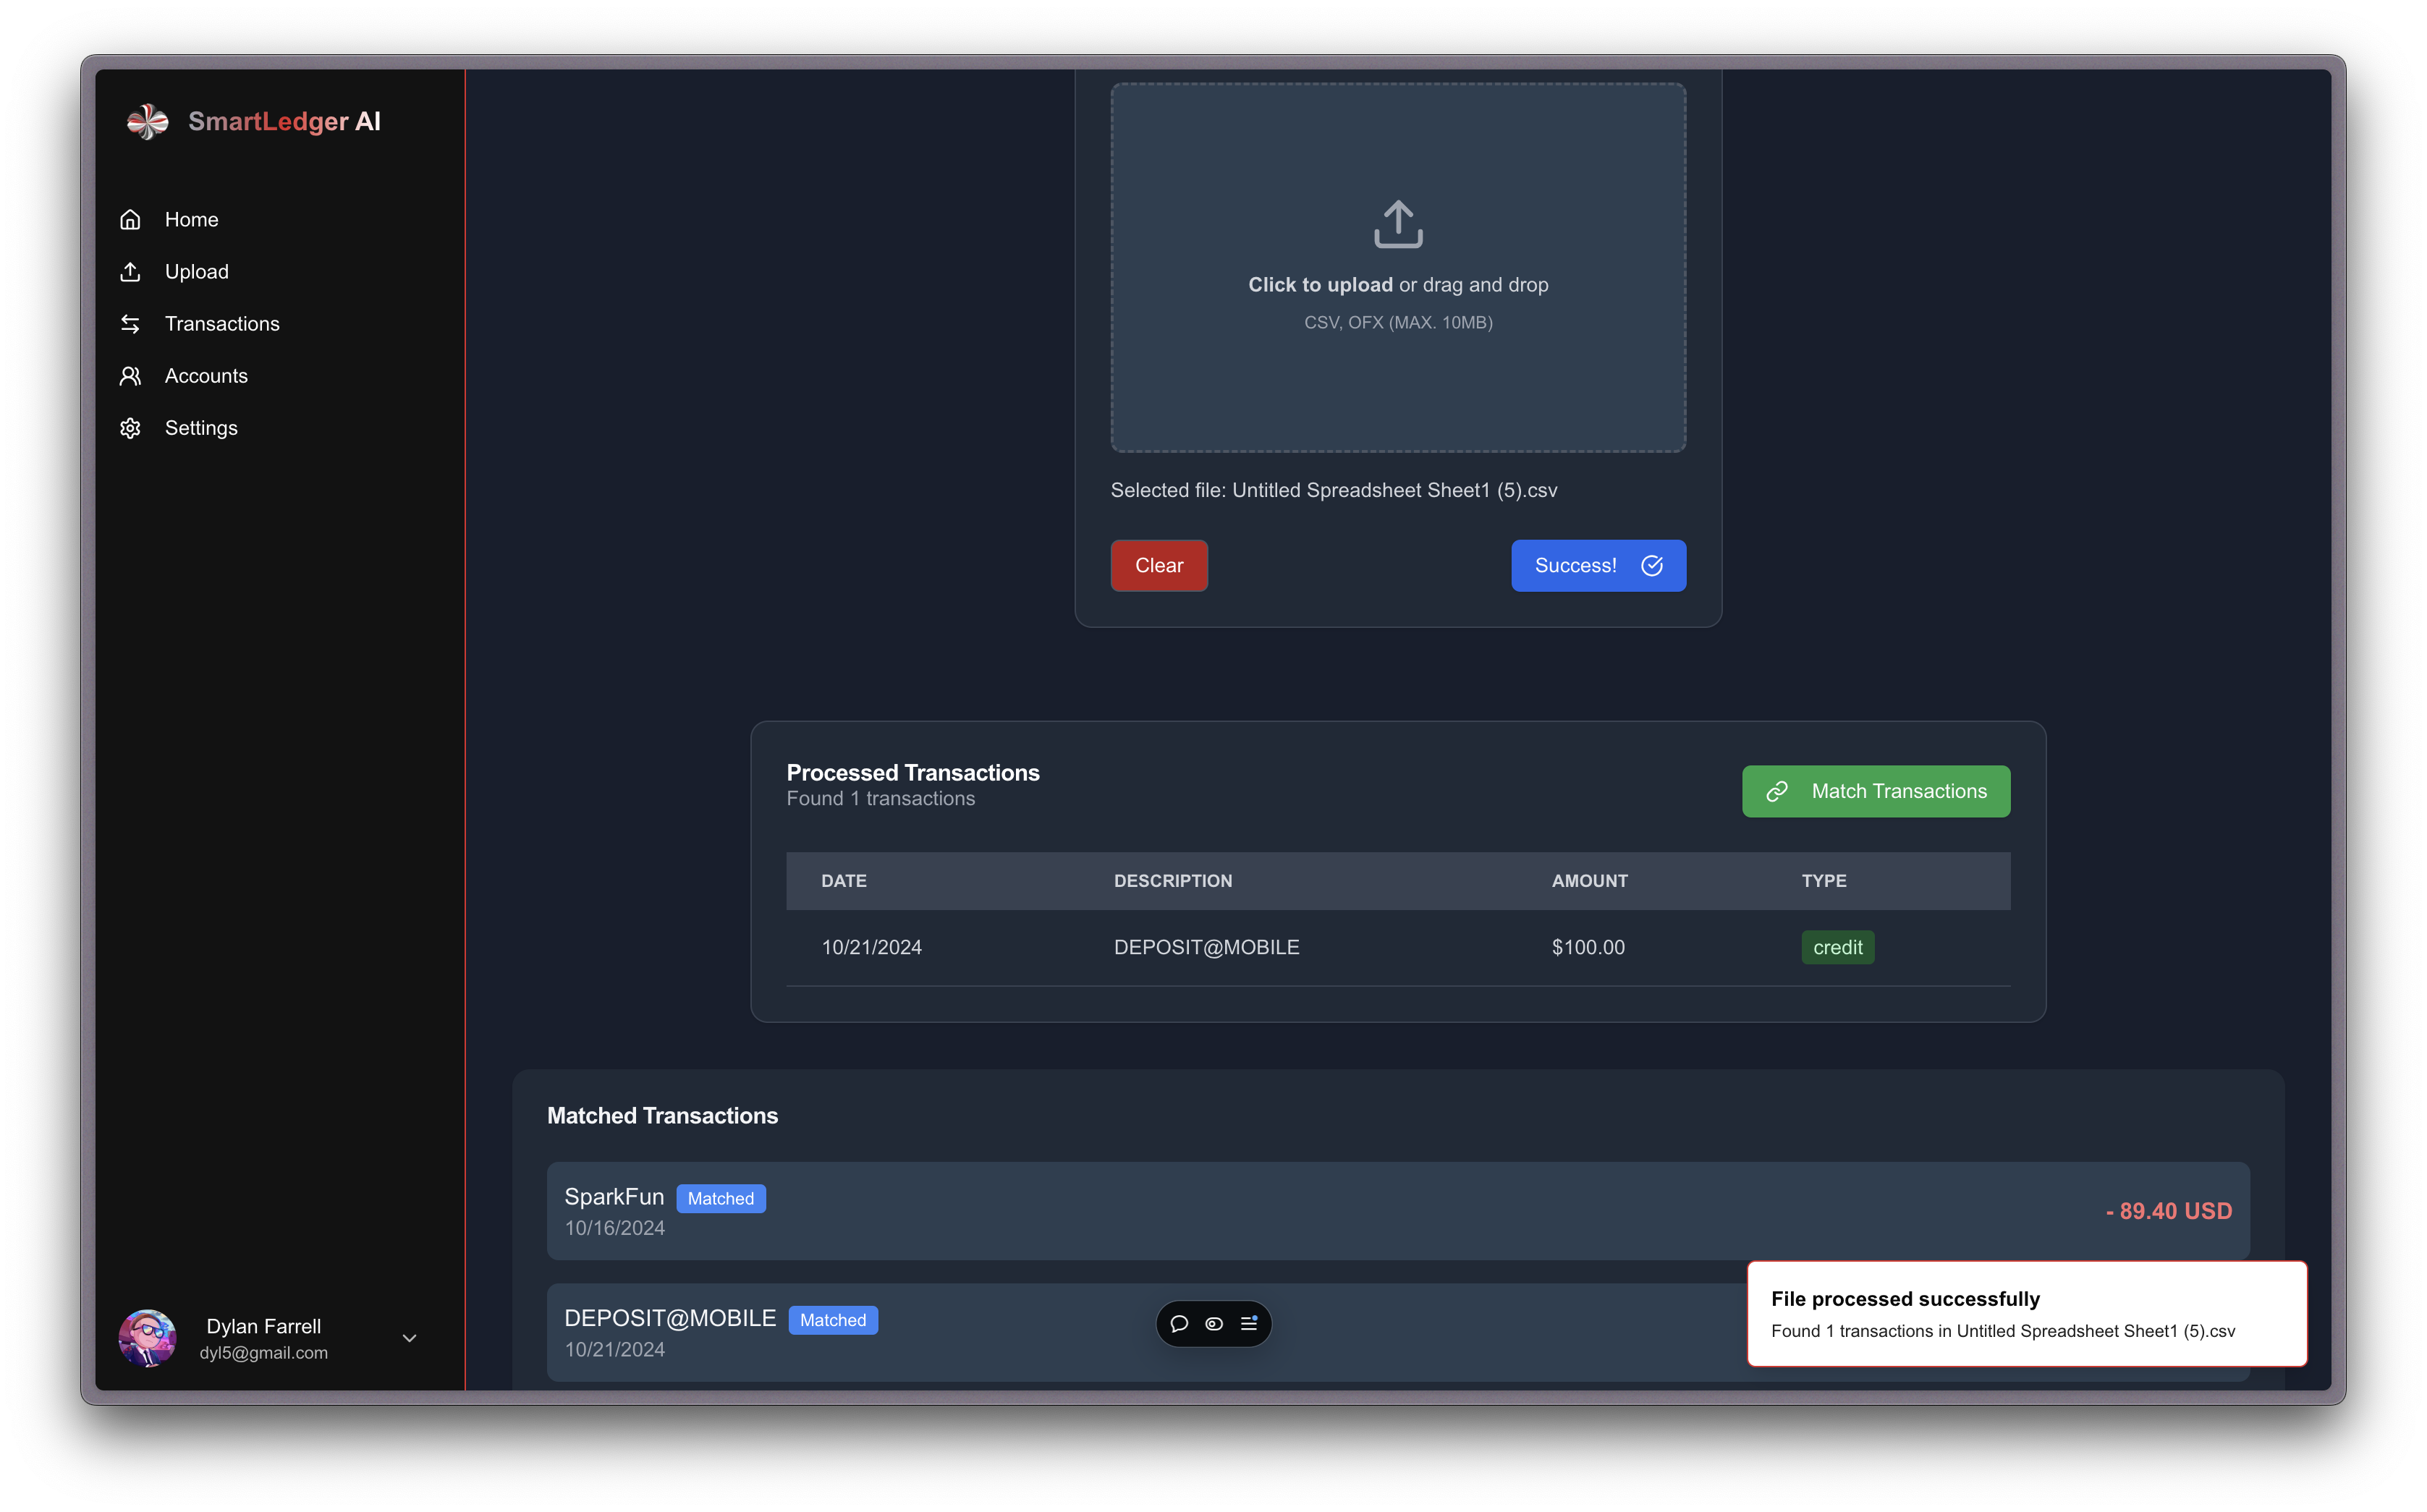 SmartLedger AI
Home
Upload
Transactions
Accounts
Settings
Dylan Farrell
dyl5@gmail.com
Click to upload or drag and drop
CSV, OFX (MAX. 10MB)
Selected file: Untitled Spreadsheet Sheet1 (5).csv
Clear
Success!
Processed Transactions
Found 1 transactions
Match Transactions
DATE DESCRIPTION AMOUNT TYPE
10/21/2024 DEPOSIT@MOBILE $100.00 credit
Matched Transactions
SparkFun Matched
10/16/2024
- 89.40 USD
DEPOSIT@MOBILE Matched
10/21/2024
File processed successfully
Found 1 transactions in Untitled Spreadsheet Sheet1 (5).csv